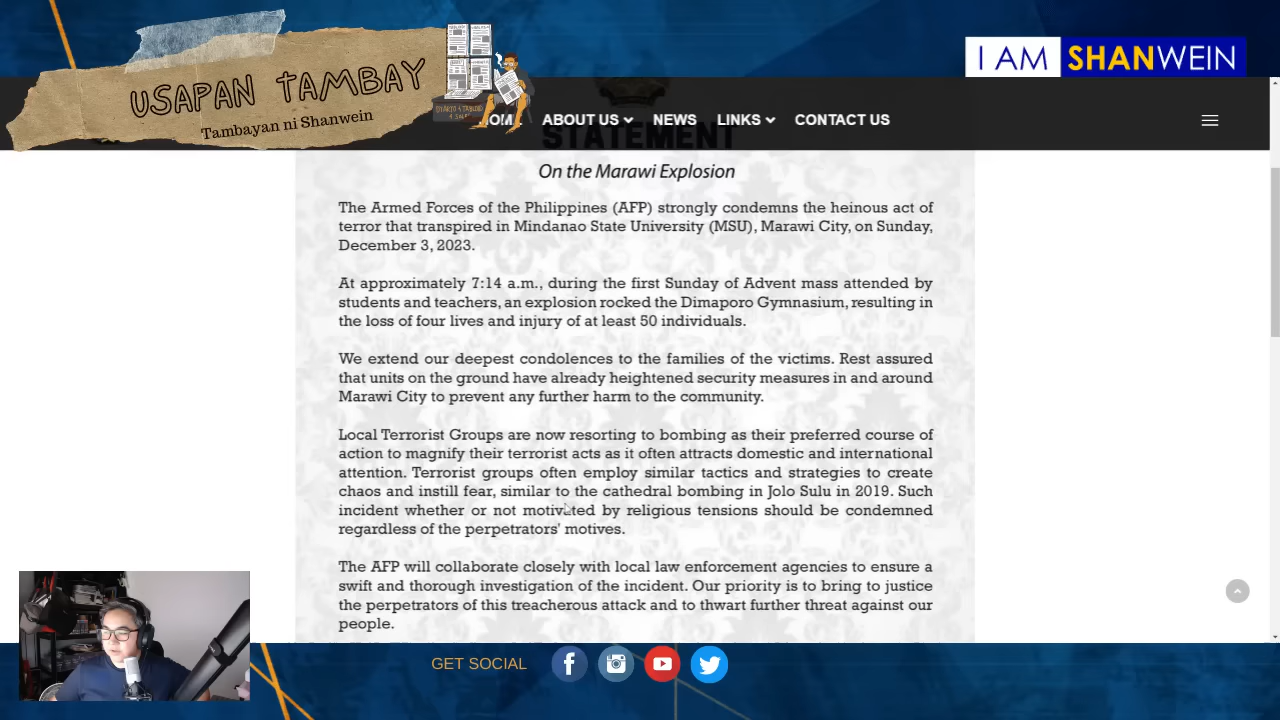 USAPAN TAMBAY
Tambayan ni Shanwein
I AM SHANWEIN
HOME
ABOUT US
NEWS
LINKS
CONTACT US
STATEMENT
On the Marawi Explosion
The Armed Forces of the Philippines (AFP) strongly condemns the heinous act of
terror that transpired in Mindanao State University (MSU), Marawi City, on Sunday,
December 3, 2023.
At approximately 7:14 a.m., during the first Sunday of Advent mass attended by
students and teachers, an explosion rocked the Dimaporo Gymnasium, resulting in
the loss of four lives and injury of at least 50 individuals.
We extend our deepest condolences to the families of the victims. Rest assured
that units on the ground have already heightened security measures in and around
Marawi City to prevent any further harm to the community.
Local Terrorist Groups are now resorting to bombing as their preferred course of
action to magnify their terrorist acts as it often attracts domestic and international
attention. Terrorist groups often employ similar tactics and strategies to create
chaos and instill fear, similar to the cathedral bombing in Jolo Sulu in 2019. Such
incident whether or not motivated by religious tensions should be condemned
regardless of the perpetrators' motives.
The AFP will collaborate closely with local law enforcement agencies to ensure a
swift and thorough investigation of the incident. Our priority is to bring to justice
the perpetrators of this treacherous attack and to thwart further threat against our
people.
GET SOCIAL